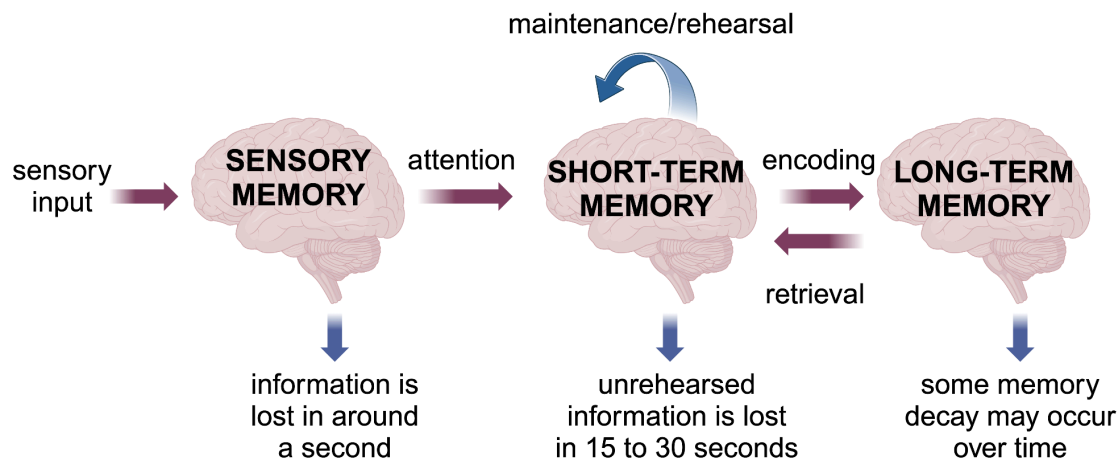 maintenance/rehearsal
sensory
input
SENSORY
MEMORY
attention
SHORT-TERM
MEMORY
encoding
retrieval
LONG-TERM
MEMORY
information is
lost in around
a second
unrehearsed
information is lost
in 15 to 30 seconds
some memory
decay may occur
over time